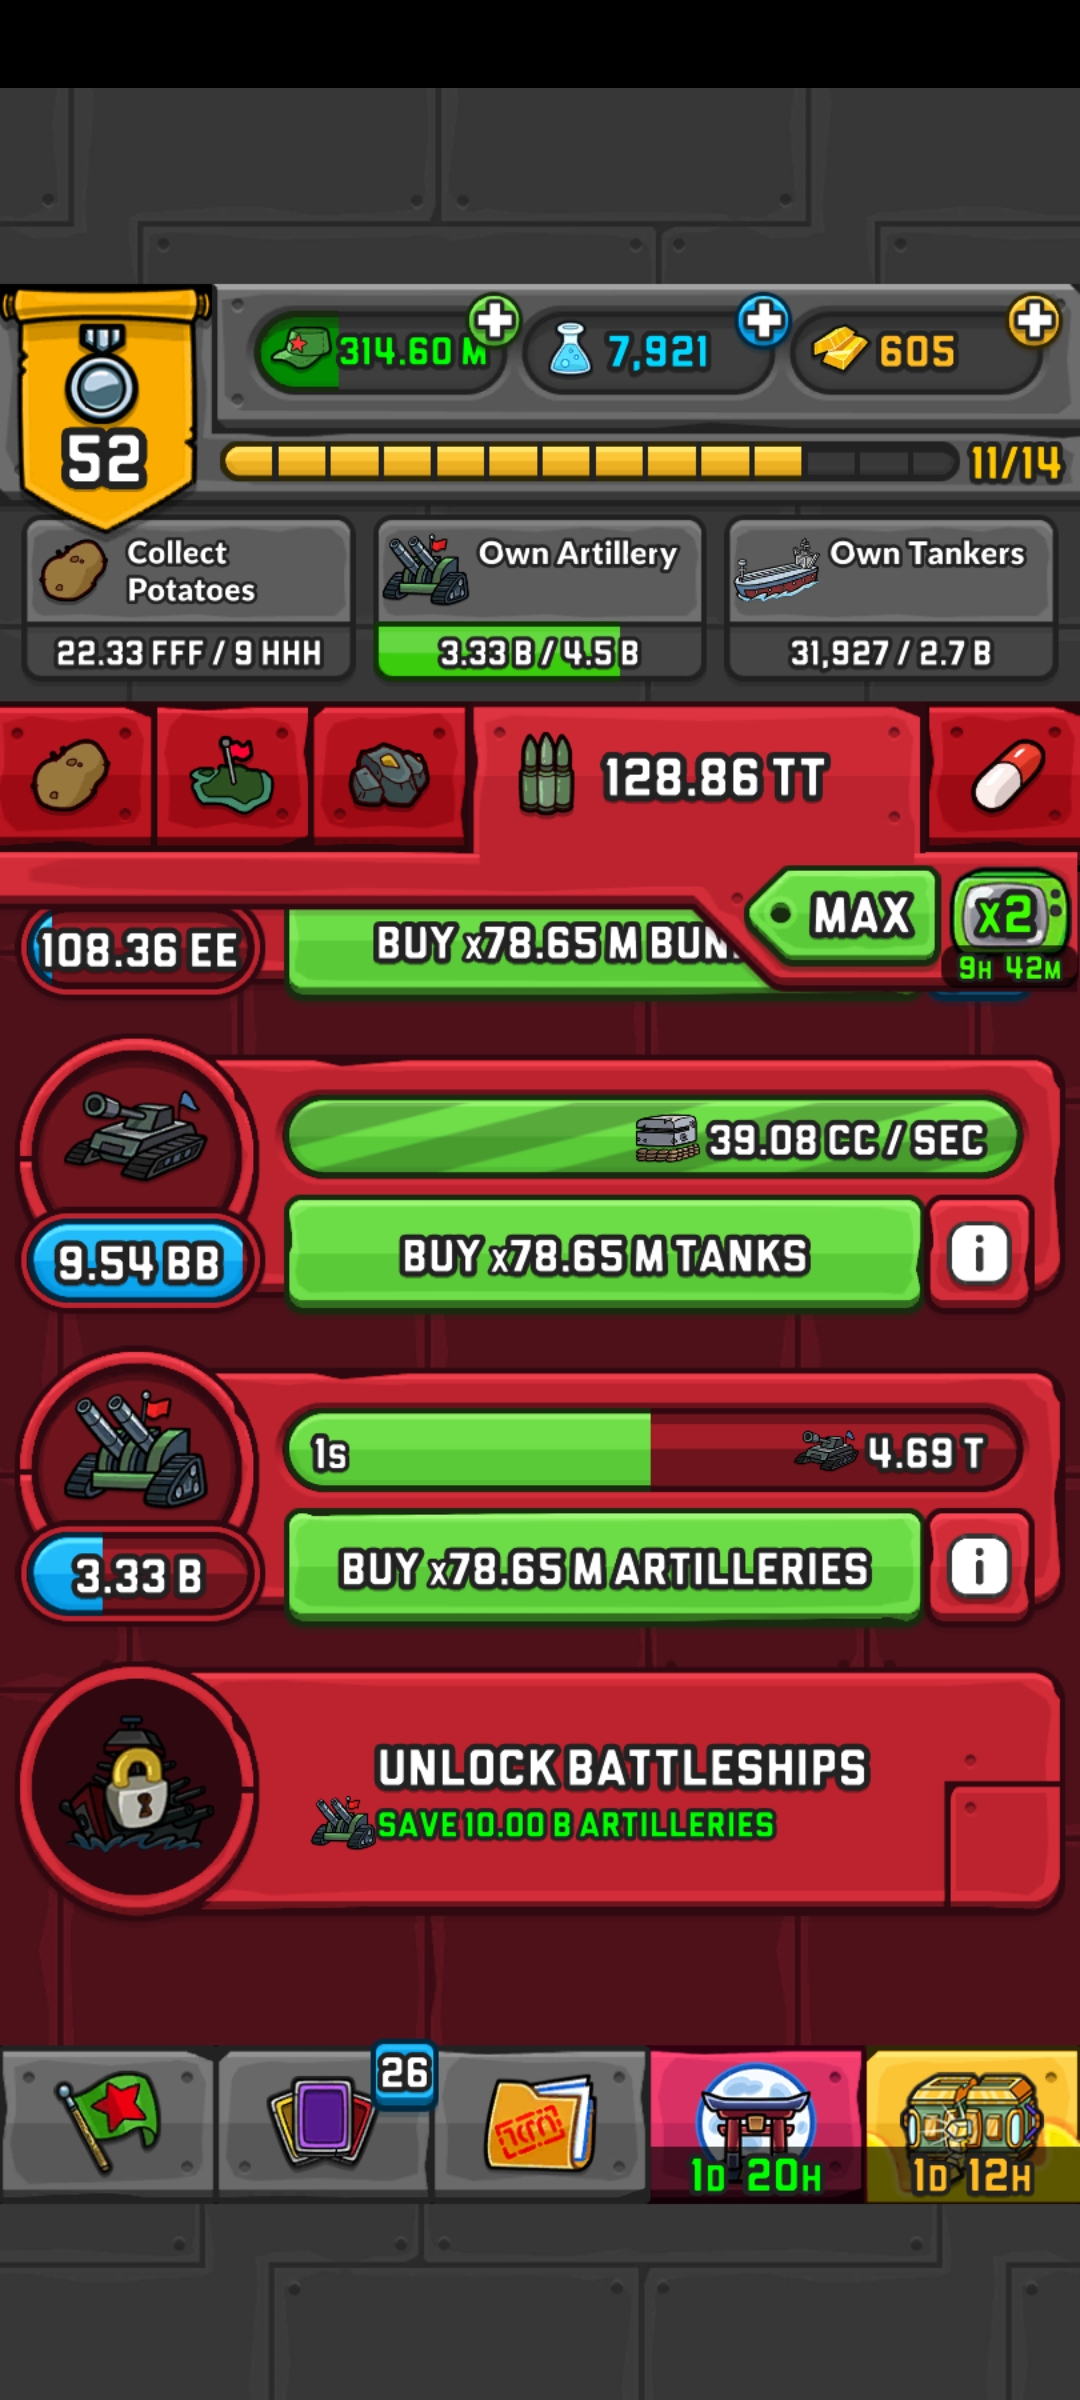 314.60 M
7,921
605
52
11/14
Collect
Potatoes
22.33 FFF / 9 HHH
Own Artillery
3.33 B / 4.5 B
Own Tankers
31,927 / 2.7 B
128.86 TT
MAX
x2
9H 42M
108.36 EE
BUY x78.65 M BUN
39.08 CC / SEC
9.54 BB
BUY x78.65 M TANKS
i
1s
4.69 T
3.33 B
BUY x78.65 M ARTILLERIES
i
UNLOCK BATTLESHIPS
SAVE 10.00 B ARTILLERIES
26
1D 20H
1D 12H